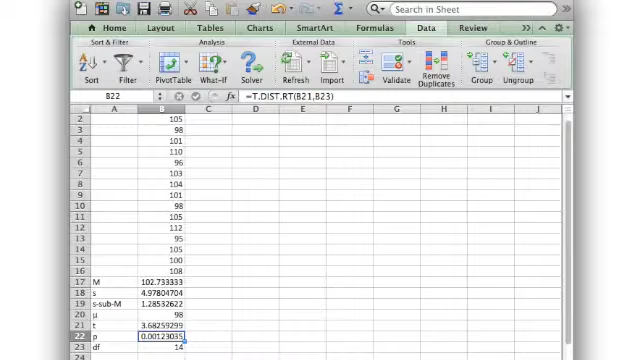 Search in Sheet
Home Layout Tables Charts SmartArt Formulas Data Review
Sort & Filter Analysis External Data Tools Group & Outline
Sort Filter PivotTable What-If Solver Refresh Import Validate Remove Duplicates Group Ungroup
B22 fx =T.DIST.RT(B21,B23)
A B C D E F G H I J
2 105
3 98
4 101
5 110
6 96
7 103
8 104
9 101
10 98
11 105
12 112
13 95
14 105
15 100
16 108
17 M 102.733333
18 s 4.97804704
19 s-sub-M 1.28532622
20 μ 98
21 t 3.68259299
22 p 0.00123035
23 df 14
24